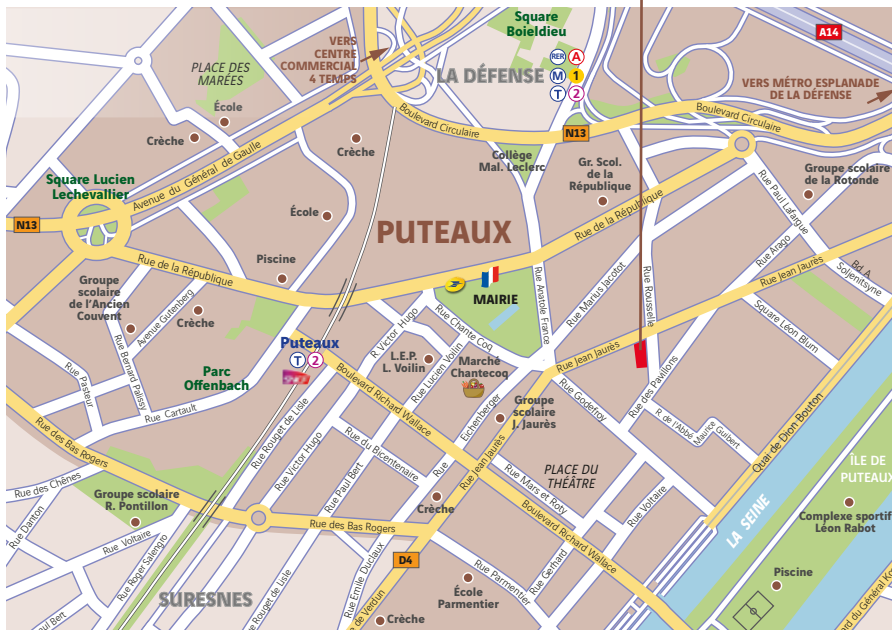 Square
Boieldieu
A14
VERS
CENTRE
COMMERCIAL
4 TEMPS
PLACE DES
MARÉES
LA DÉFENSE
RER A
M 1
T 2
VERS MÉTRO ESPLANADE
DE LA DÉFENSE
École
Crèche
Crèche
Boulevard Circulaire
N13
Boulevard Circulaire
Avenue du Général de Gaulle
Collège
Mal. Leclerc
Gr. Scol.
de la
République
Groupe scolaire
de la Rotonde
Rue Paul Lafargue
Square Lucien
Lechevallier
N13
École
PUTEAUX
Rue de la République
Rue de la République
Piscine
Rue Arago
Rue Jean Jaurès
Bd. A.
Soljenitsyne
Groupe
scolaire
de l'Ancien
Couvent
Avenue Gutenberg
Crèche
MAIRIE
Rue Anatole France
Rue Marius Jacotot
Rue Rousselle
Square Léon Blum
Rue Bernard Palissy
Rue Pasteur
Puteaux
T 2
R. Victor Hugo
Rue Chante Coq
L.E.P.
L. Voilin
Rue Lucien Voilin
Marché
Chantecoq
Rue Jean Jaurès
Rue des Pavillons
Parc
Offenbach
Rue Cartault
Boulevard Richard Wallace
Rue Eichenberger
Groupe
scolaire
J. Jaurès
Rue Godefroy
R. de l'Abbé
Maurice Guibert
Quai-de-Dion Bouton
Rue des Bas Rogers
Rue Rouget de Lisle
Rue Victor Hugo
Rue du Bicentenaire
Rue Paul Bert
Rue Jean Jaurès
PLACE DU
THÉÂTRE
ÎLE DE
PUTEAUX
Rue des Chênes
Groupe scolaire
R. Pontillon
Rue Danton
Rue Voltaire
Rue Roger Salengro
Rue des Bas Rogers
Crèche
Rue Mars et Roty
Boulevard Richard Wallace
Rue Voltaire
LA SEINE
Complexe sportif
Léon Rabot
D4
Rue Emile Duclaux
Rue Parmentier
Rue Gerhard
École
Parmentier
Piscine
SURESNES
Rouget de Lisle
Paul Bert
de Verdun
Crèche